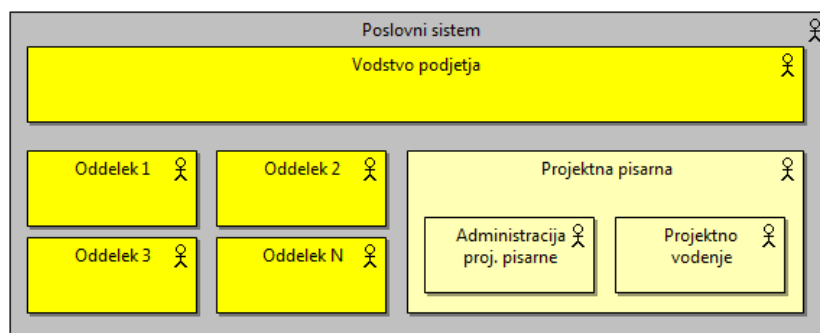 Poslovni sistem
Vodstvo podjetja
Oddelek 1
Oddelek 2
Projektna pisarna
Administracija
proj. pisarne
Projektno
vodenje
Oddelek 3
Oddelek N